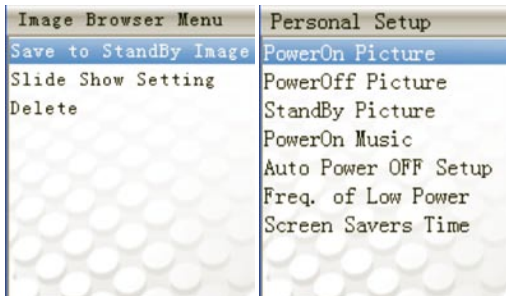 Image Browser Menu
Save to StandBy Image
Slide Show Setting
Delete
Personal Setup
PowerOn Picture
PowerOff Picture
StandBy Picture
PowerOn Music
Auto Power OFF Setup
Freq. of Low Power
Screen Savers Time